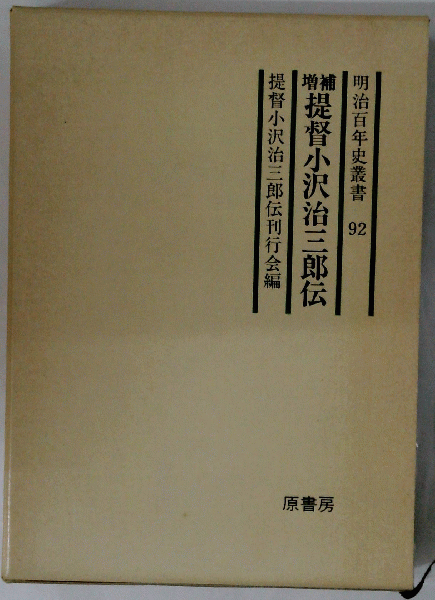 明治百年史叢書 92
増補 提督小沢治三郎伝
提督小沢治三郎伝刊行会編
原書房